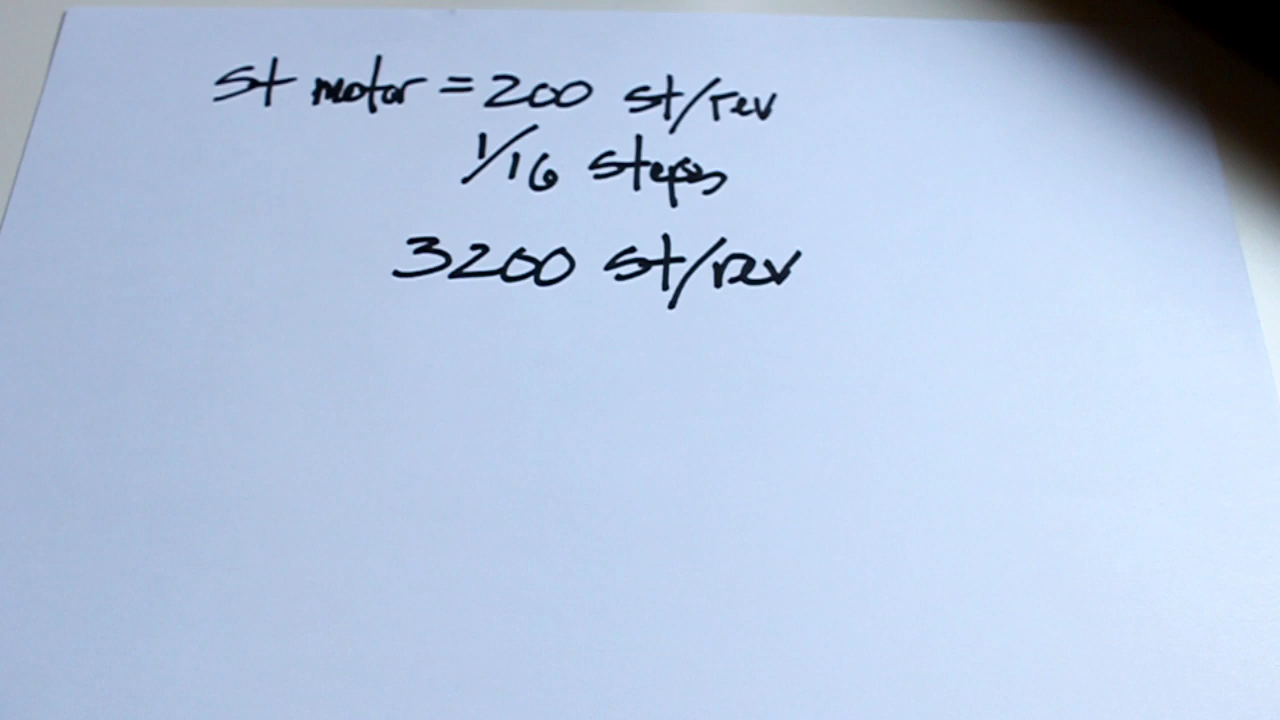 st motor = 200 st/rev
1/16 steps
3200 st/rev